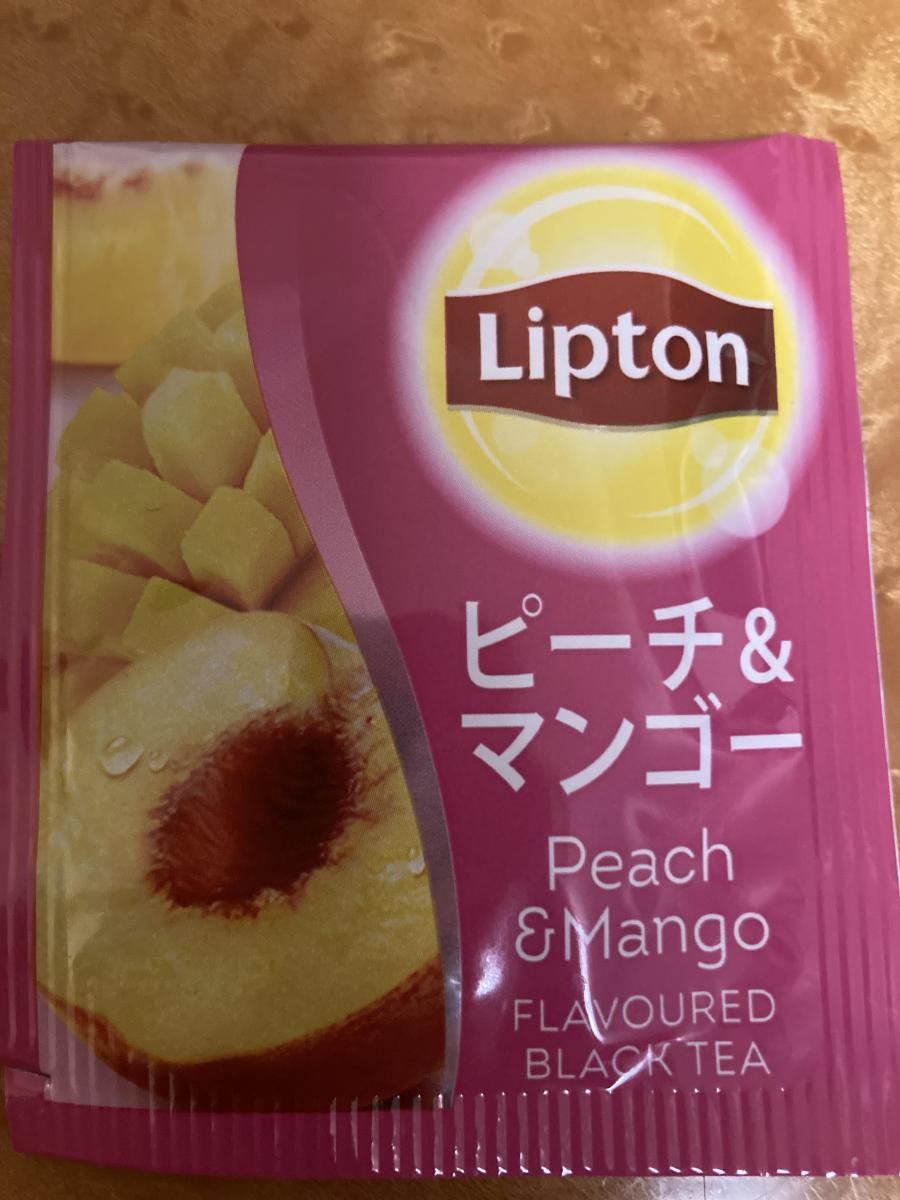 Lipton
ピーチ&
マンゴー
Peach
&Mango
FLAVOURED
BLACK TEA